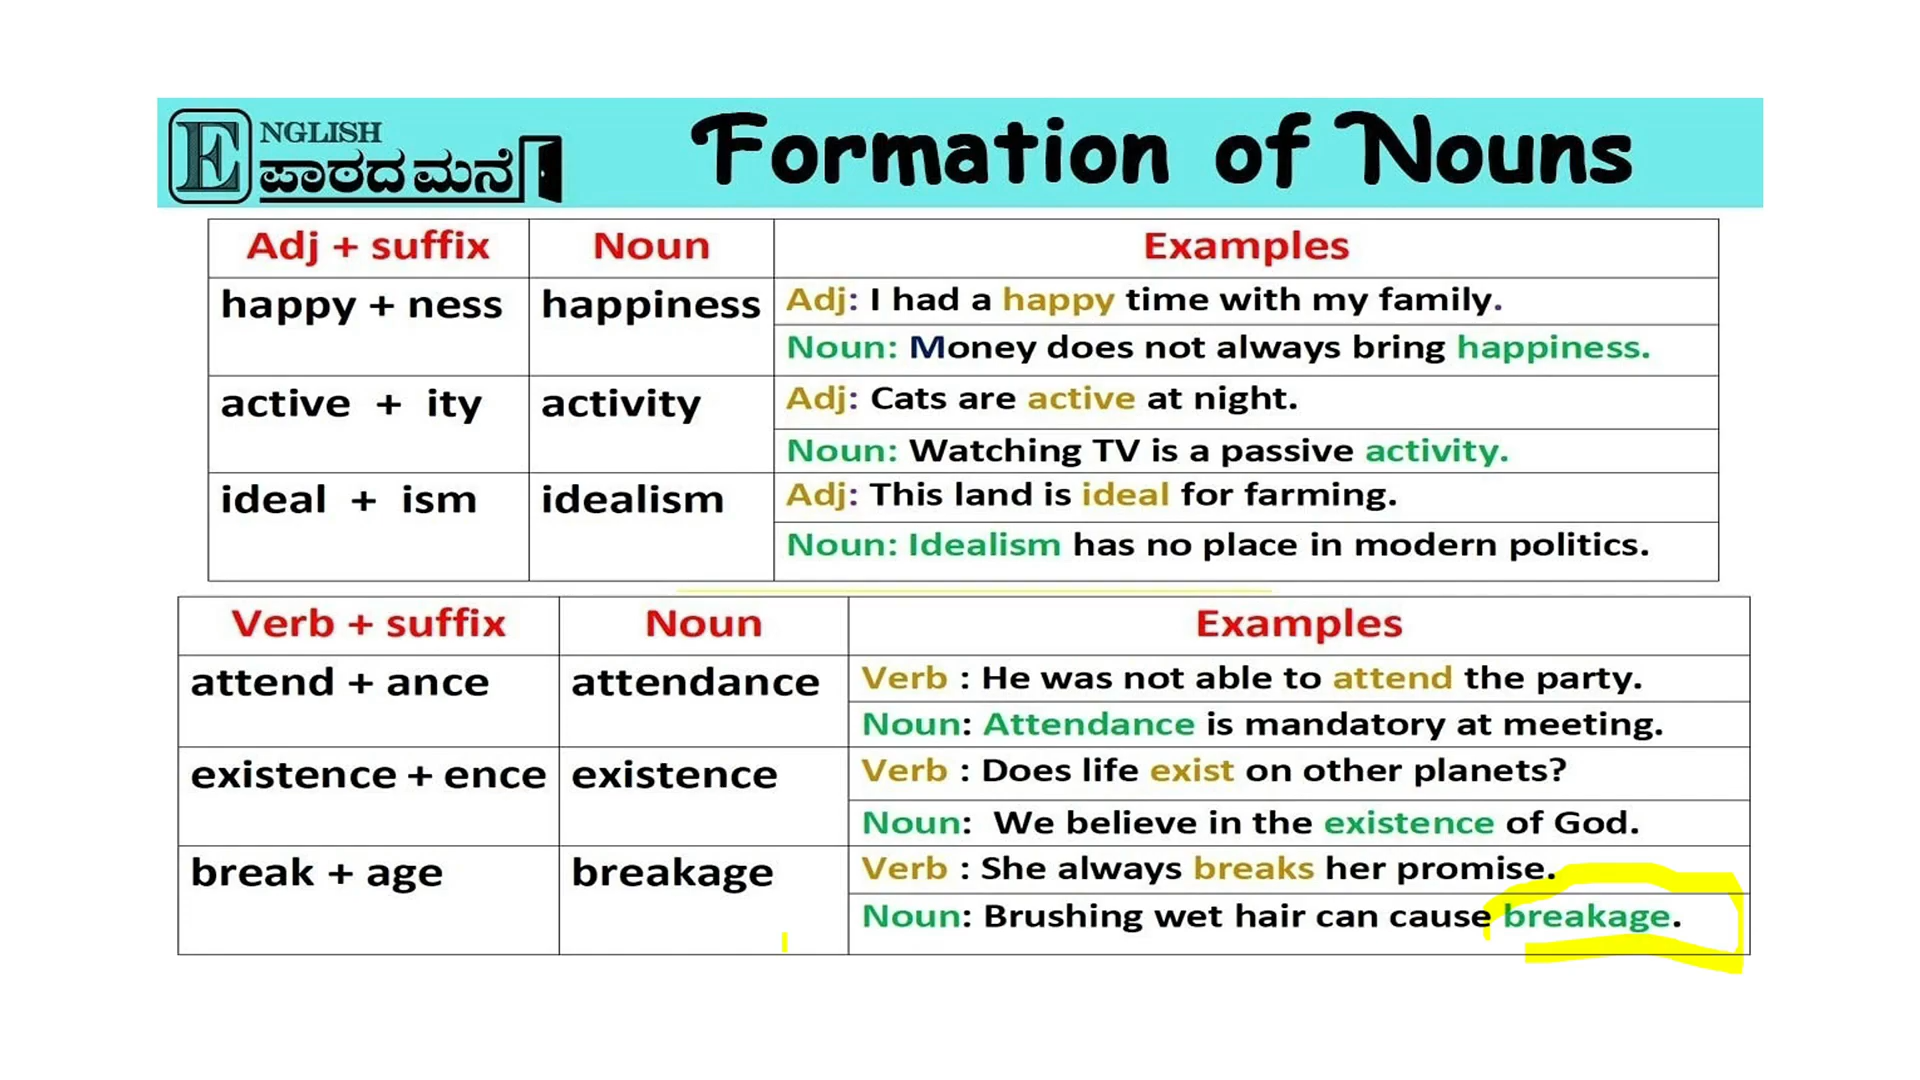 ENGLISH
ಪಾಠದ ಮನೆ
Formation of Nouns
Adj + suffix Noun Examples
happy + ness happiness Adj: I had a happy time with my family.
Noun: Money does not always bring happiness.
active + ity activity Adj: Cats are active at night.
Noun: Watching TV is a passive activity.
ideal + ism idealism Adj: This land is ideal for farming.
Noun: Idealism has no place in modern politics.
Verb + suffix Noun Examples
attend + ance attendance Verb : He was not able to attend the party.
Noun: Attendance is mandatory at meeting.
existence + ence existence Verb : Does life exist on other planets?
Noun: We believe in the existence of God.
break + age breakage Verb : She always breaks her promise.
Noun: Brushing wet hair can cause breakage.